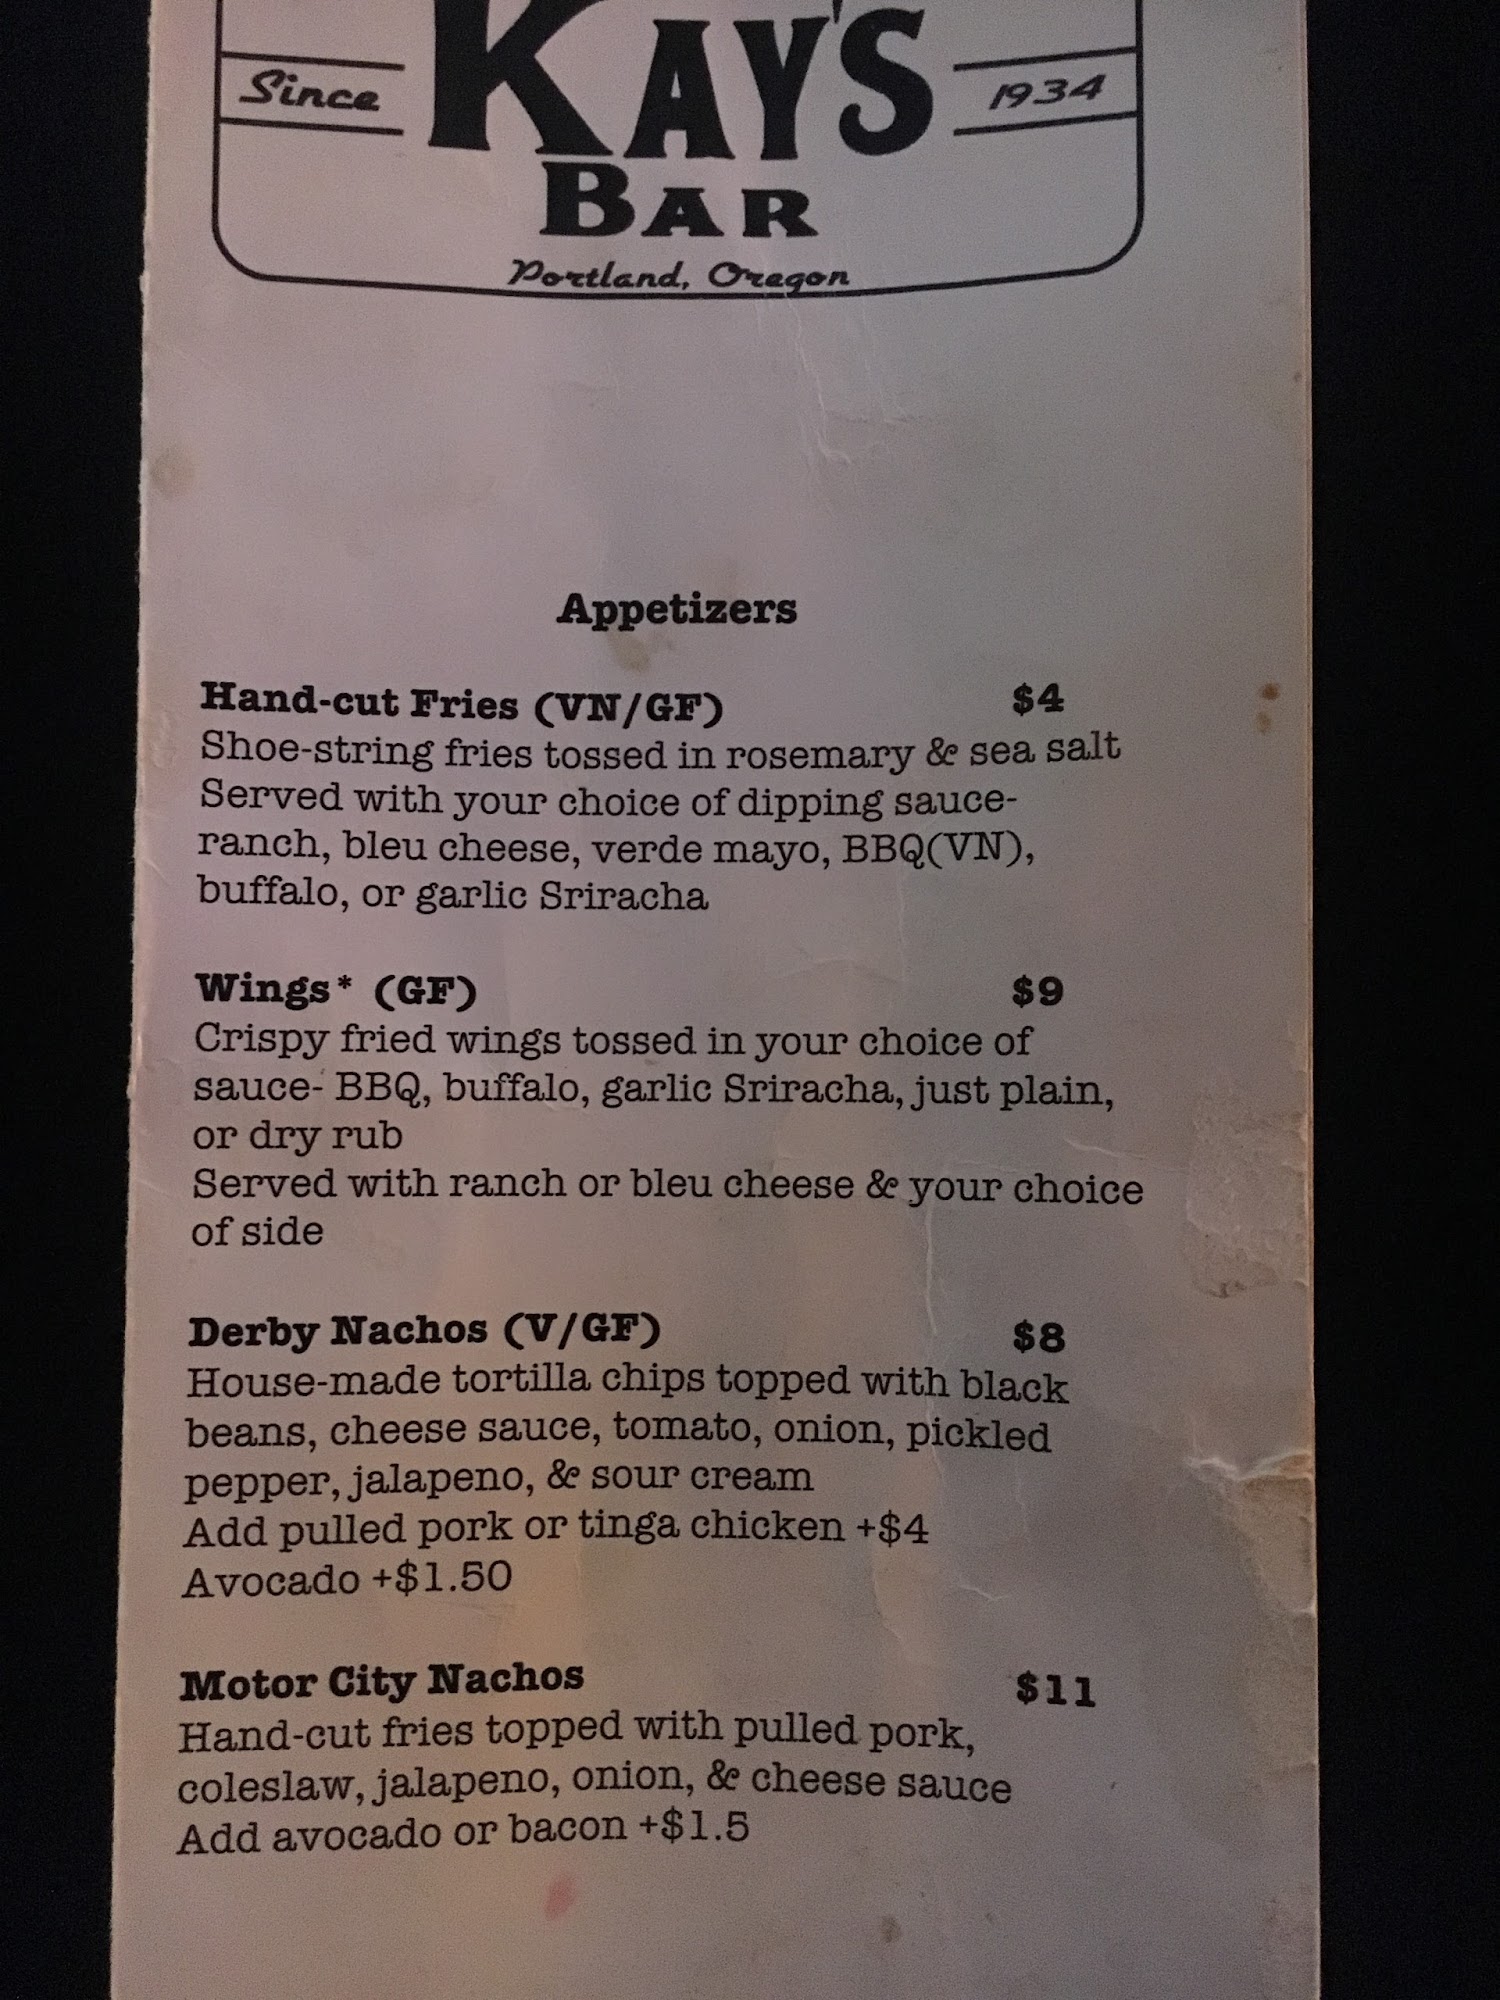 Kay's
Since
1934
Bar
Portland, Oregon
Appetizers
Hand-cut Fries (VN/GF) $4
Shoe-string fries tossed in rosemary & sea salt
Served with your choice of dipping sauce-
ranch, bleu cheese, verde mayo, BBQ(VN),
buffalo, or garlic Sriracha
Wings* (GF) $9
Crispy fried wings tossed in your choice of
sauce- BBQ, buffalo, garlic Sriracha, just plain,
or dry rub
Served with ranch or bleu cheese & your choice
of side
Derby Nachos (V/GF) $8
House-made tortilla chips topped with black
beans, cheese sauce, tomato, onion, pickled
pepper, jalapeno, & sour cream
Add pulled pork or tinga chicken +$4
Avocado +$1.50
Motor City Nachos $11
Hand-cut fries topped with pulled pork,
coleslaw, jalapeno, onion, & cheese sauce
Add avocado or bacon +$1.5